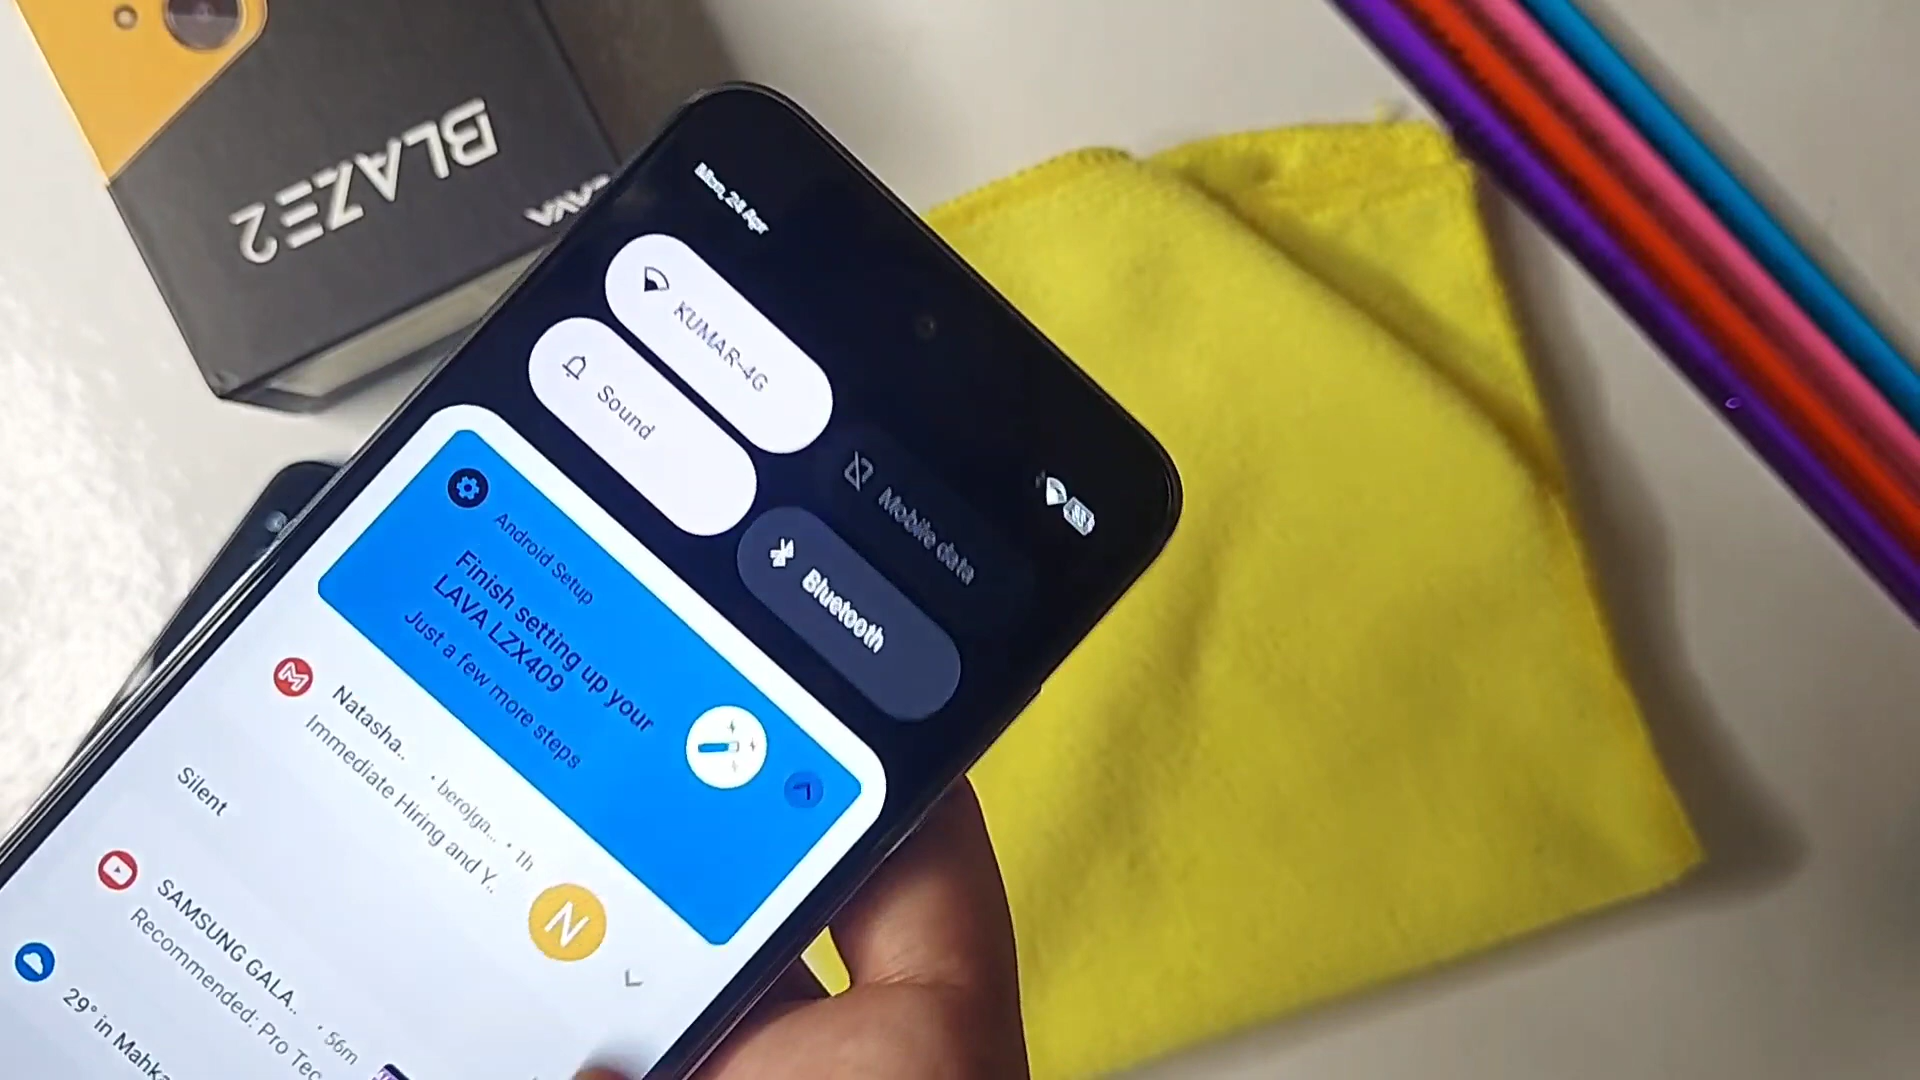 BLAZE2
LAVA
Mon, 24 Apr
KUMAR-4G
Mobile data
Sound
Bluetooth
Android Setup
Finish setting up your
LAVA LZX409
Just a few more steps
Natasha.. · berojga... · 1h
Immediate Hiring and Y..
N
Silent
SAMSUNG GALA.. · 56m
Recommended: Pro Tec
29° in Mahka